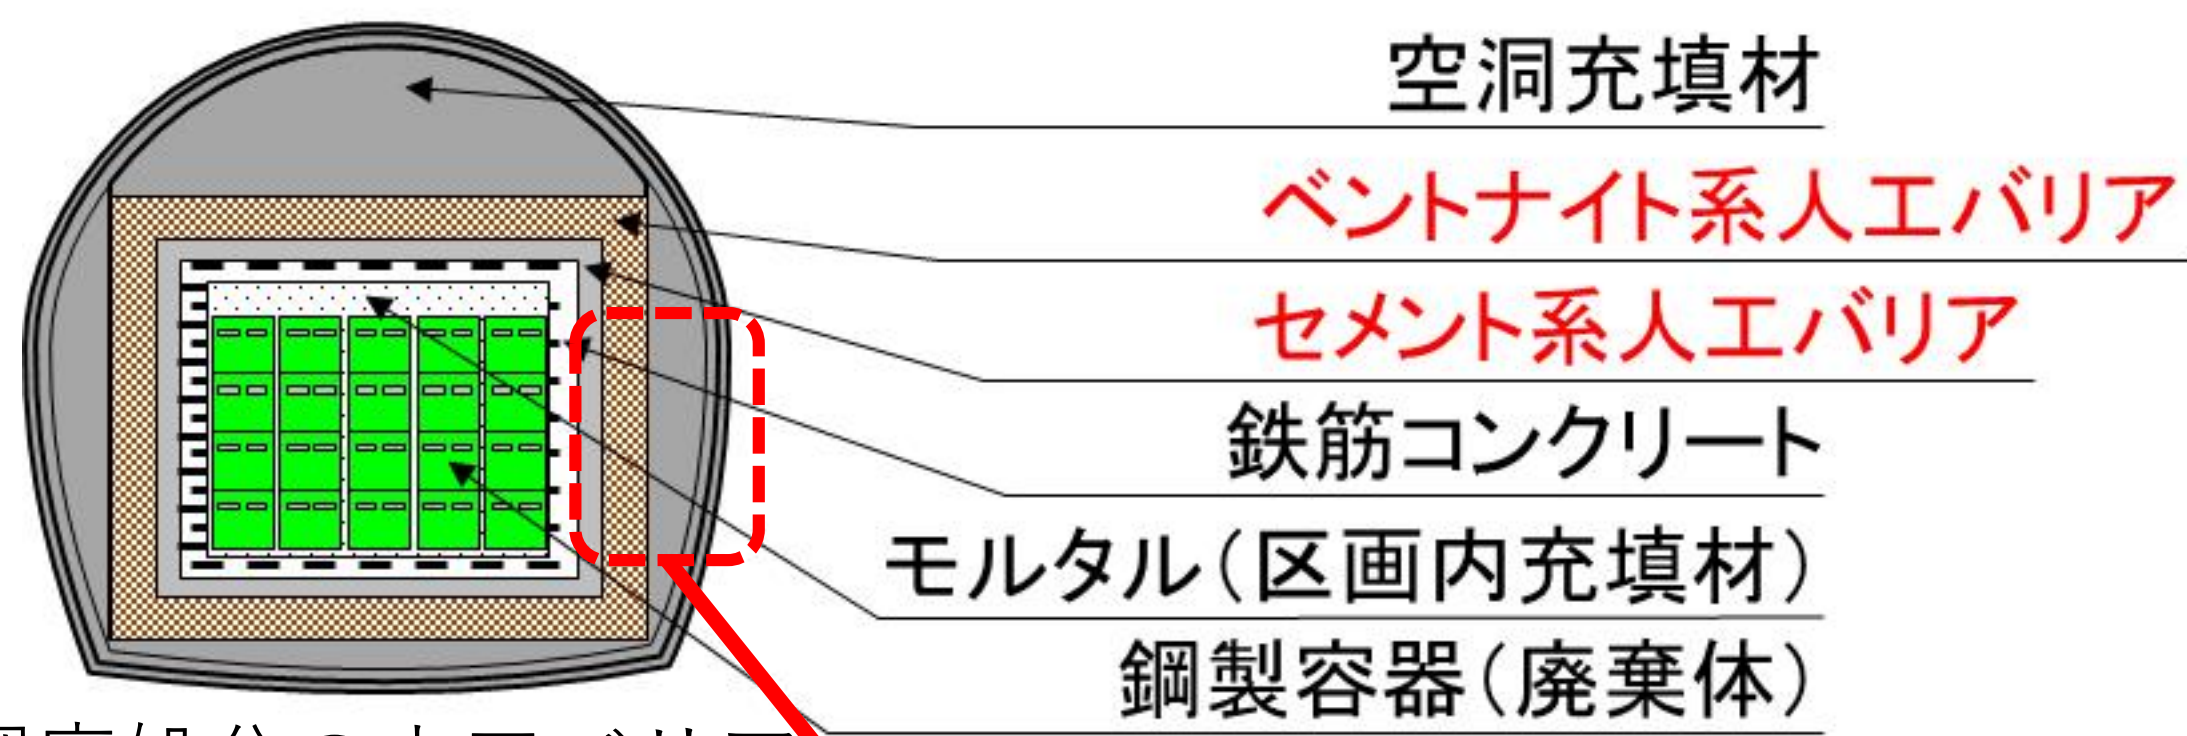 空洞充填材
ベントナイト系人工バリア
セメント系人工バリア
鉄筋コンクリート
モルタル（区画内充填材）
鋼製容器（廃棄体）